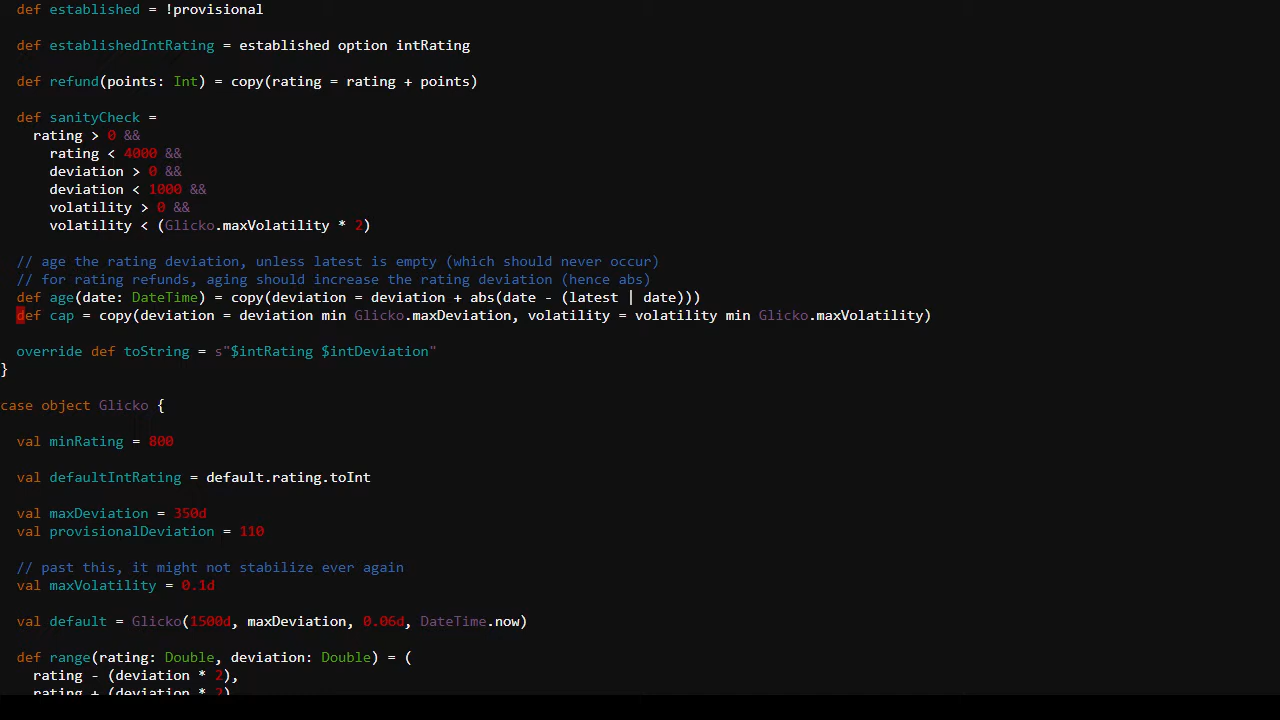 def established = !provisional
def establishedIntRating = established option intRating
def refund(points: Int) = copy(rating = rating + points)
def sanityCheck =
rating > 0 &&
rating < 4000 &&
deviation > 0 &&
deviation < 1000 &&
volatility > 0 &&
volatility < (Glicko.maxVolatility * 2)
// age the rating deviation, unless latest is empty (which should never occur)
// for rating refunds, aging should increase the rating deviation (hence abs)
def age(date: DateTime) = copy(deviation = deviation + abs(date - (latest | date)))
def cap = copy(deviation = deviation min Glicko.maxDeviation, volatility = volatility min Glicko.maxVolatility)
override def toString = s"$intRating $intDeviation"
}
case object Glicko {
val minRating = 800
val defaultIntRating = default.rating.toInt
val maxDeviation = 350d
val provisionalDeviation = 110
// past this, it might not stabilize ever again
val maxVolatility = 0.1d
val default = Glicko(1500d, maxDeviation, 0.06d, DateTime.now)
def range(rating: Double, deviation: Double) = (
rating - (deviation * 2),
rating + (deviation * 2)